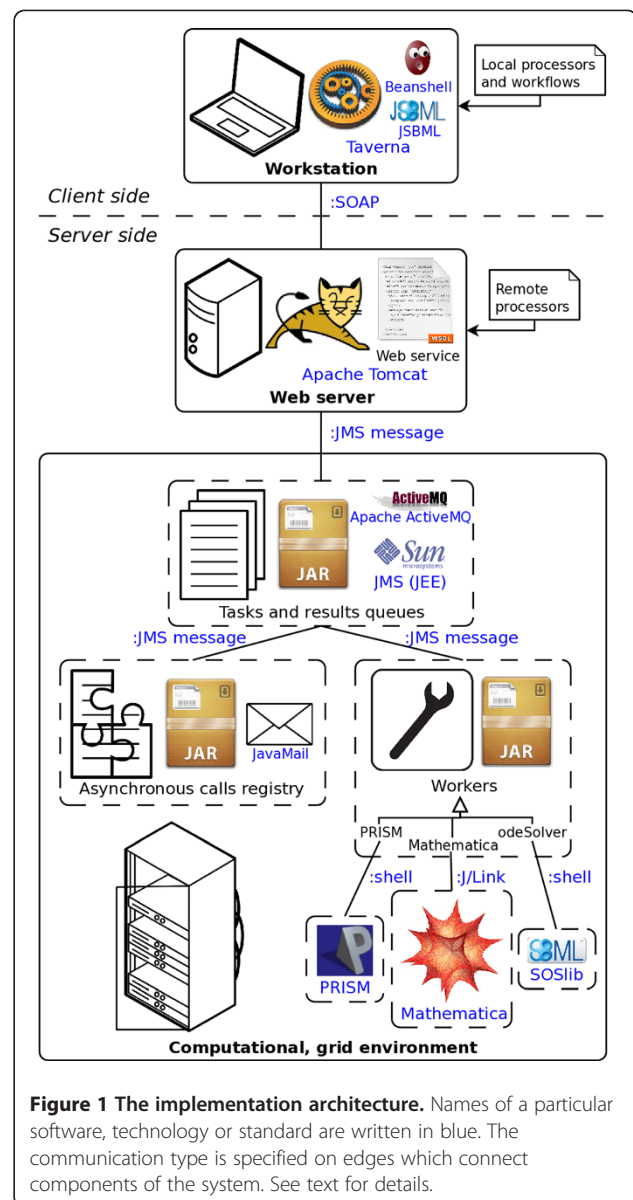 Beanshell
JSBML
JSBML
Taverna
Workstation
Local processors
and workflows
Client side
:SOAP
Server side
WSDL
Web service
Apache Tomcat
Web server
Remote
processors
:JMS message
ActiveMQ
Apache ActiveMQ
JAR
Sun
microsystems
JMS (JEE)
Tasks and results queues
:JMS message
:JMS message
JAR
JavaMail
Asynchronous calls registry
JAR
Workers
PRISM
Mathematica
odeSolver
:shell
:J/Link
:shell
P
PRISM
Mathematica
SBML
SOSlib
Computational, grid environment
Figure 1 The implementation architecture. Names of a particular
software, technology or standard are written in blue. The
communication type is specified on edges which connect
components of the system. See text for details.